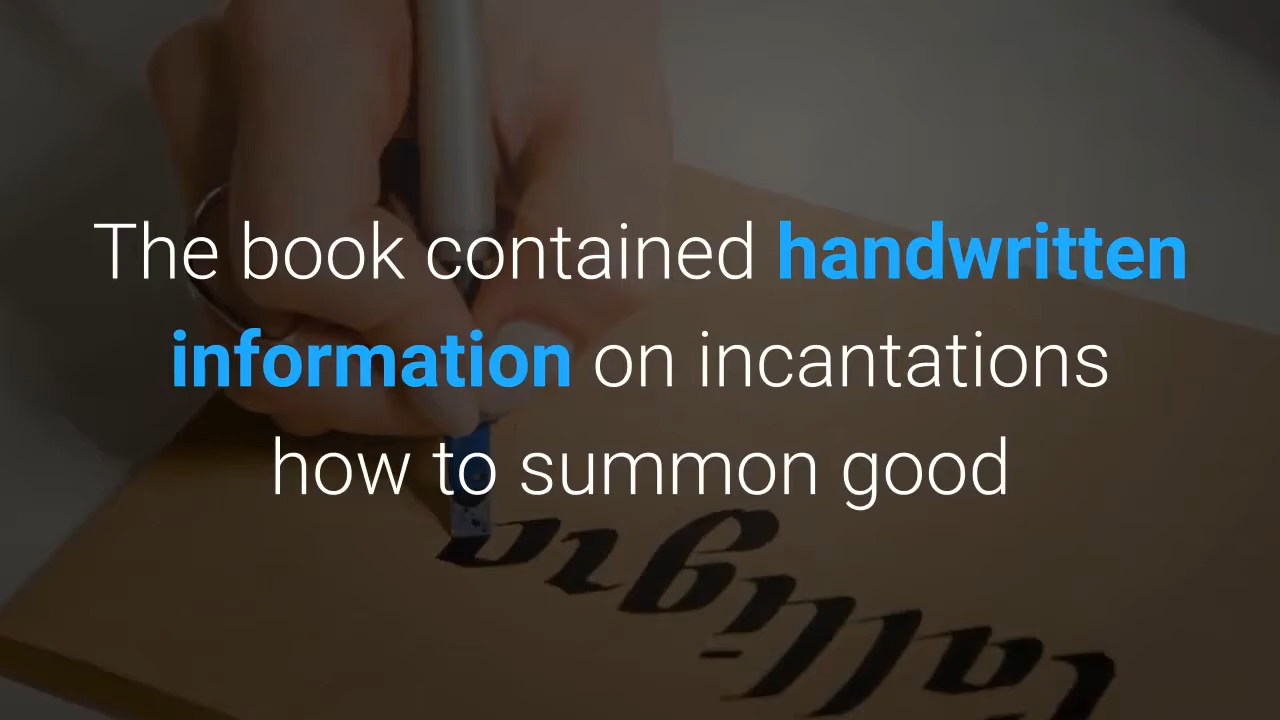 The book contained handwritten
information on incantations
how to summon good